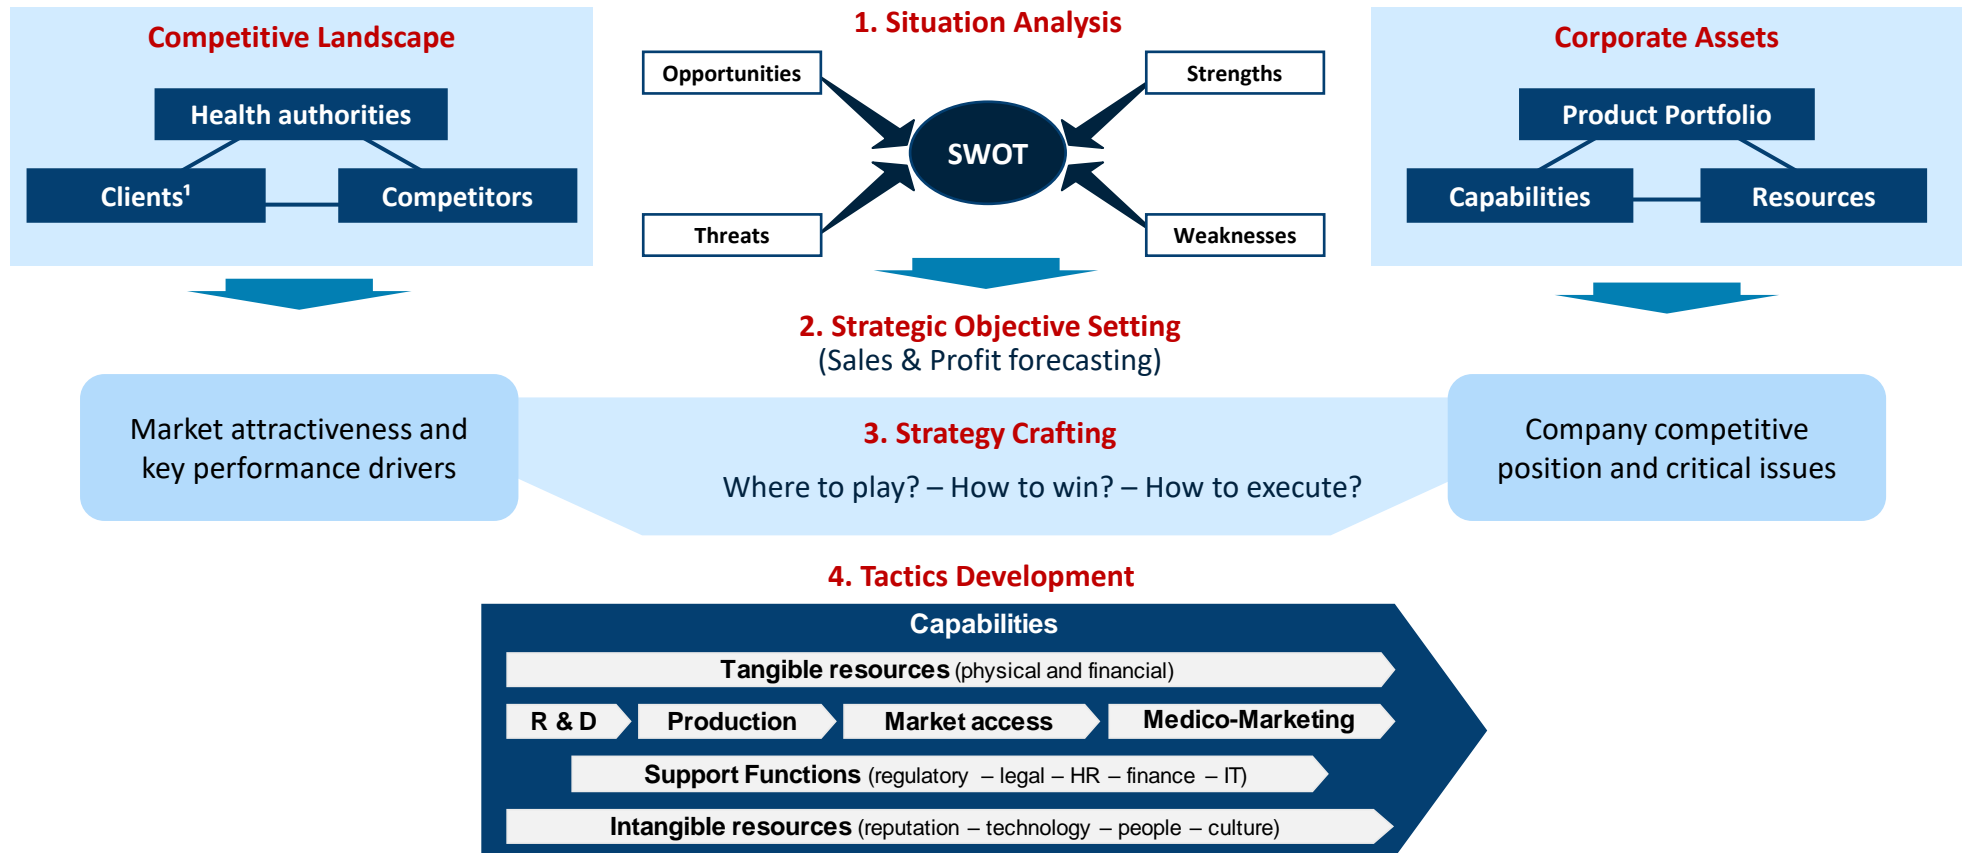 Competitive Landscape
Health authorities
Clients¹
Competitors
1. Situation Analysis
Opportunities
Strengths
SWOT
Threats
Weaknesses
Corporate Assets
Product Portfolio
Capabilities
Resources
2. Strategic Objective Setting
(Sales & Profit forecasting)
Market attractiveness and
key performance drivers
3. Strategy Crafting
Where to play? – How to win? – How to execute?
Company competitive
position and critical issues
4. Tactics Development
Capabilities
Tangible resources (physical and financial)
R & D
Production
Market access
Medico-Marketing
Support Functions (regulatory – legal – HR – finance – IT)
Intangible resources (reputation – technology – people – culture)